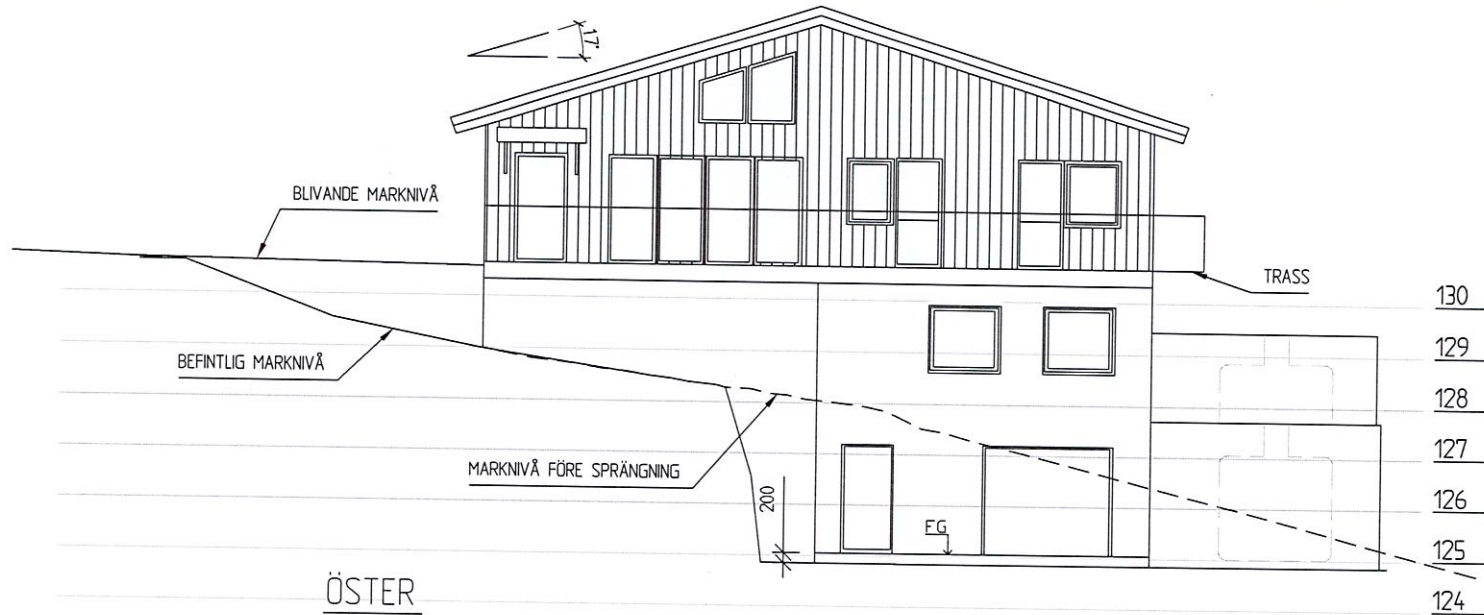 17°
BLIVANDE MARKNIVÅ
TRASS
130
129
BEFINTLIG MARKNIVÅ
128
127
MARKNIVÅ FÖRE SPRÄNGNING
200
126
FG
125
ÖSTER
124